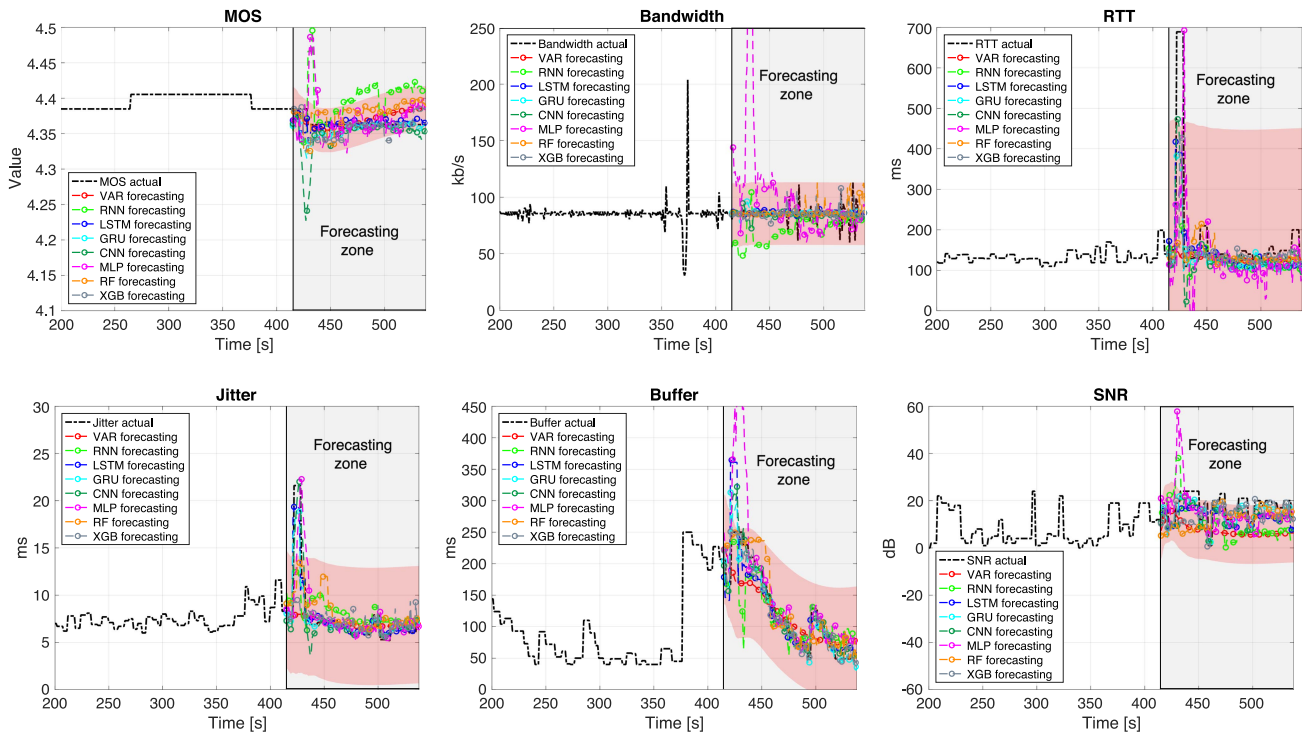 MOS
4.5
4.45
4.4
4.35
4.3
4.25
4.2
4.15
4.1
Value
MOS actual
VAR forecasting
RNN forecasting
LSTM forecasting
GRU forecasting
CNN forecasting
MLP forecasting
RF forecasting
XGB forecasting
Forecasting
zone
200 250 300 350 400 450 500
Time [s]
Bandwidth
250
200
150
100
50
0
kb/s
Bandwidth actual
VAR forecasting
RNN forecasting
LSTM forecasting
GRU forecasting
CNN forecasting
MLP forecasting
RF forecasting
XGB forecasting
Forecasting
zone
200 250 300 350 400 450 500
Time [s]
RTT
700
600
500
400
300
200
100
0
ms
RTT actual
VAR forecasting
RNN forecasting
LSTM forecasting
GRU forecasting
CNN forecasting
MLP forecasting
RF forecasting
XGB forecasting
Forecasting
zone
200 250 300 350 400 450 500
Time [s]
Jitter
30
25
20
15
10
5
0
ms
Jitter actual
VAR forecasting
RNN forecasting
LSTM forecasting
GRU forecasting
CNN forecasting
MLP forecasting
RF forecasting
XGB forecasting
Forecasting
zone
200 250 300 350 400 450 500
Time [s]
Buffer
450
400
350
300
250
200
150
100
50
0
ms
Buffer actual
VAR forecasting
RNN forecasting
LSTM forecasting
GRU forecasting
CNN forecasting
MLP forecasting
RF forecasting
XGB forecasting
Forecasting
zone
200 250 300 350 400 450 500
Time [s]
SNR
60
40
20
0
-20
-40
-60
dB
Forecasting
zone
SNR actual
VAR forecasting
RNN forecasting
LSTM forecasting
GRU forecasting
CNN forecasting
MLP forecasting
RF forecasting
XGB forecasting
200 250 300 350 400 450 500
Time [s]